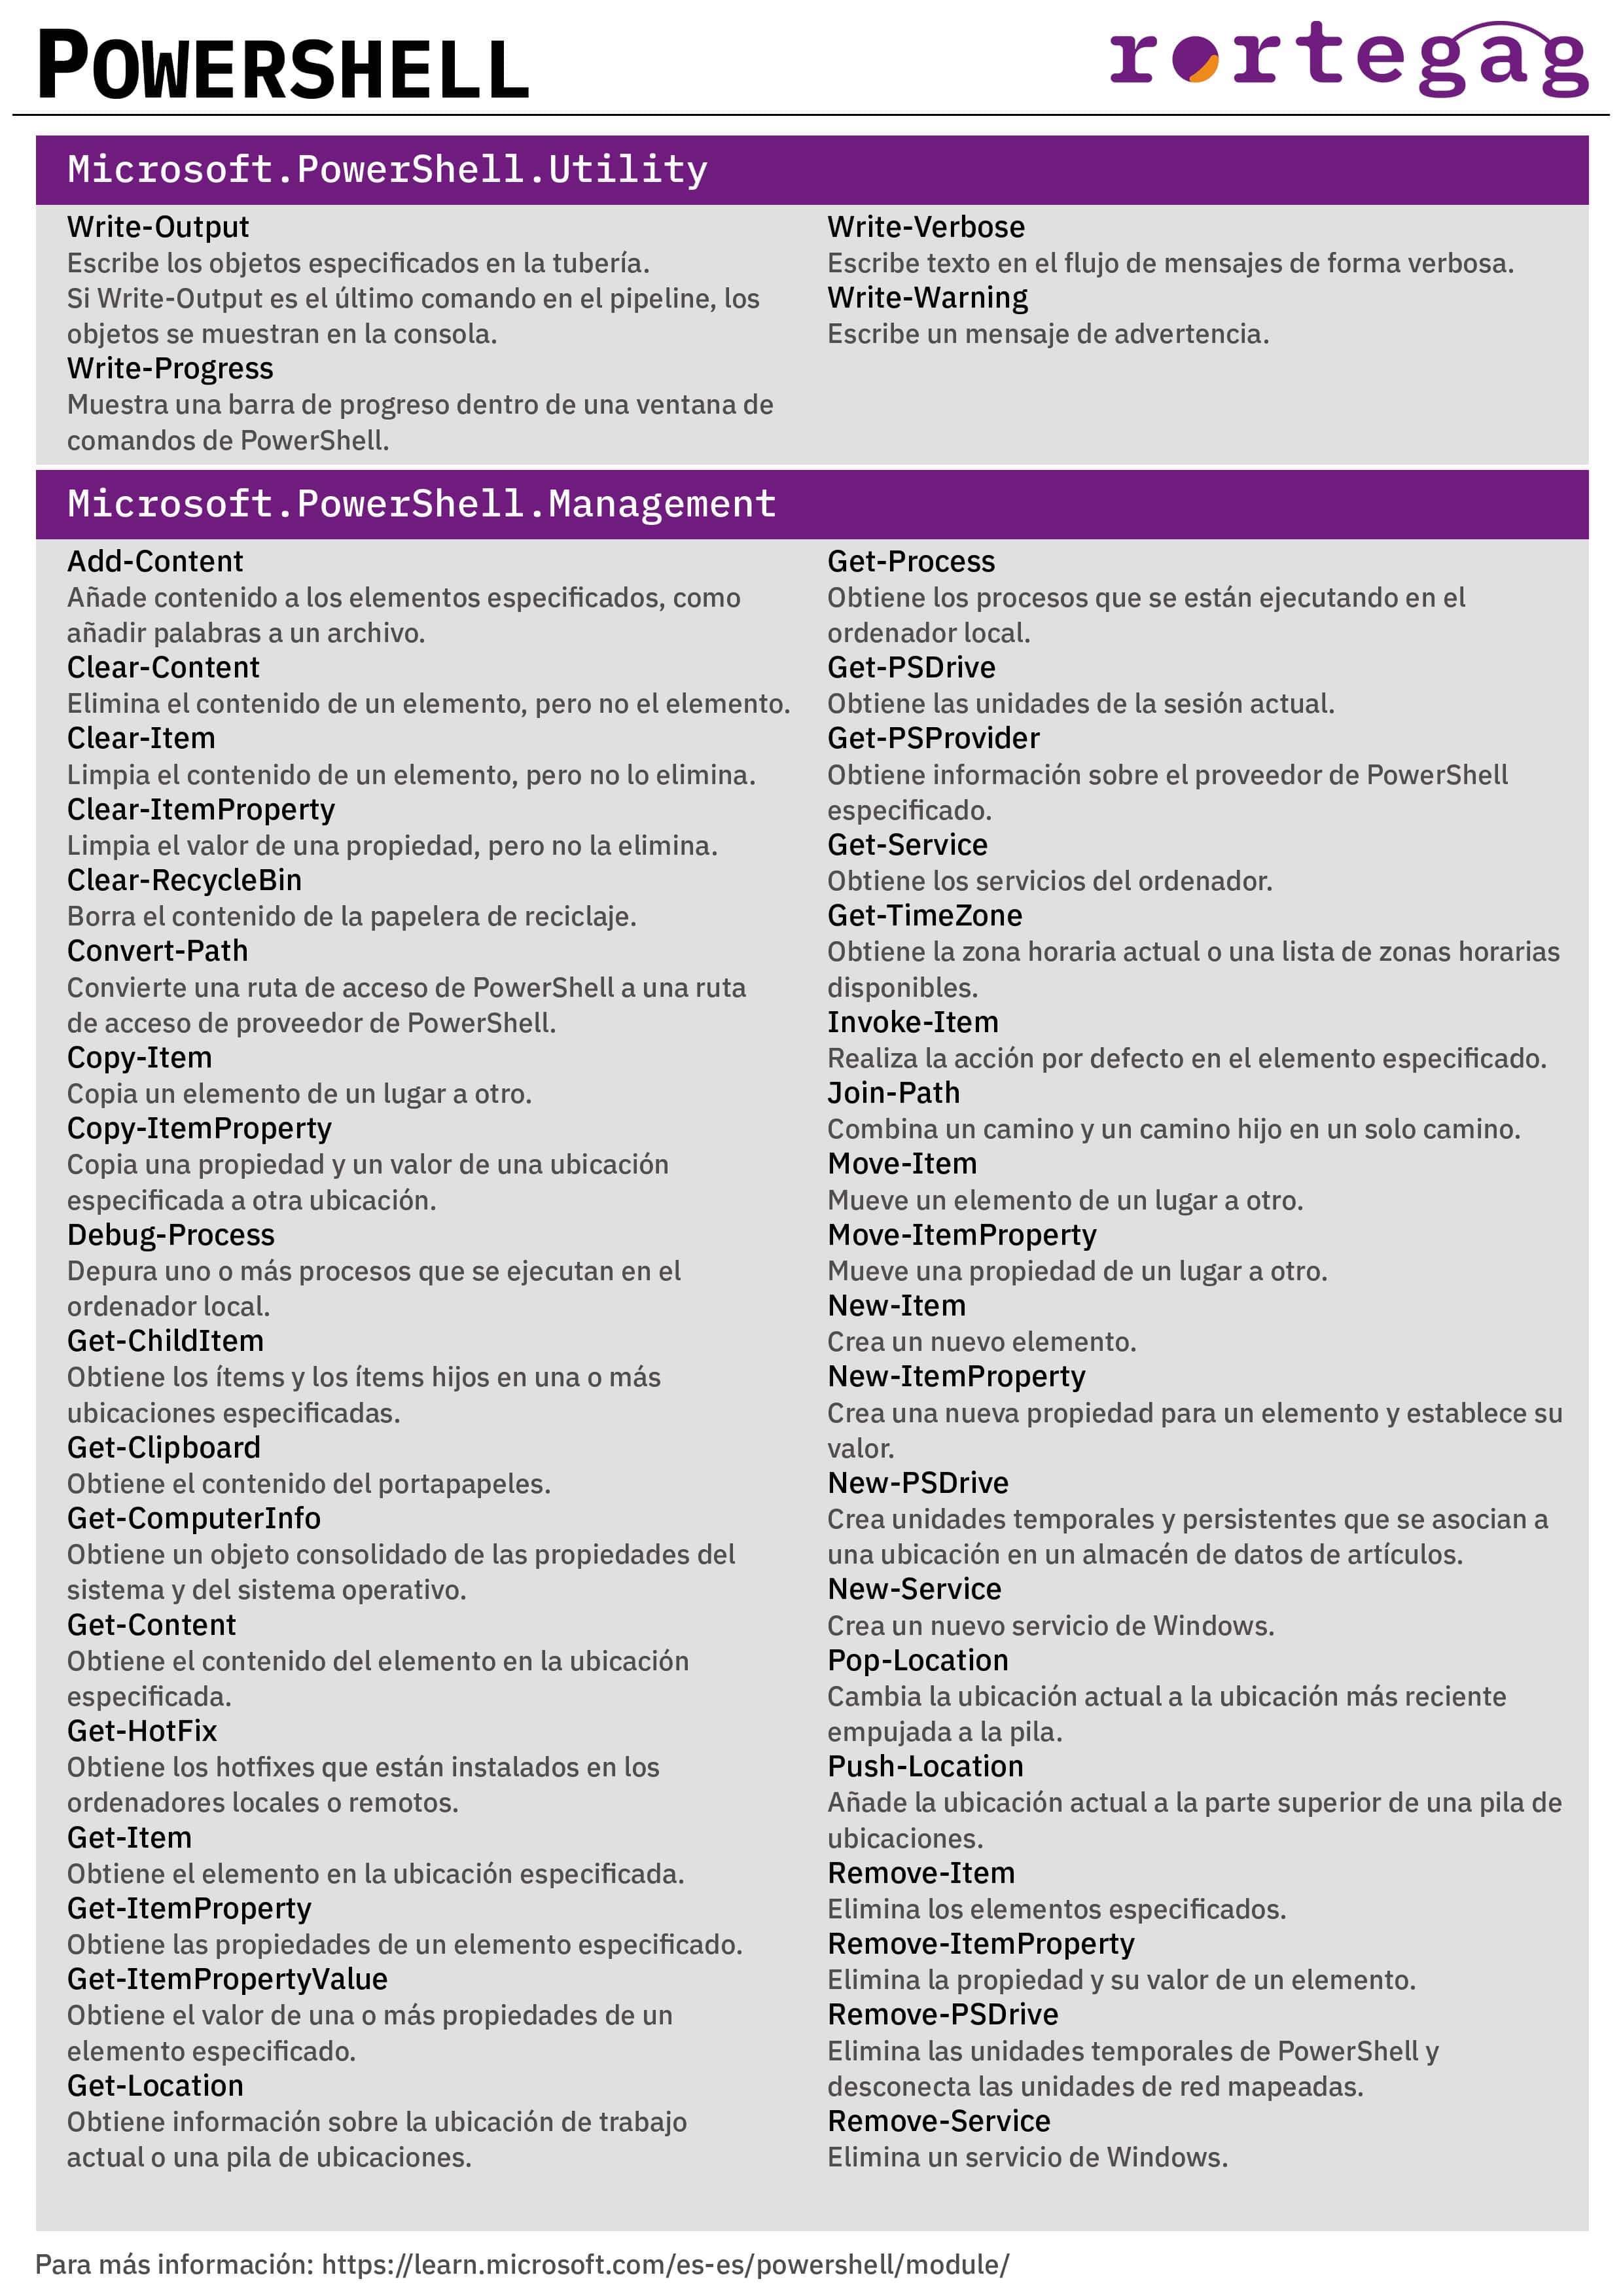 POWERSHELL
rortegag
Microsoft.PowerShell.Utility
Write-Output
Escribe los objetos especificados en la tubería.
Si Write-Output es el último comando en el pipeline, los
objetos se muestran en la consola.
Write-Progress
Muestra una barra de progreso dentro de una ventana de
comandos de PowerShell.
Write-Verbose
Escribe texto en el flujo de mensajes de forma verbosa.
Write-Warning
Escribe un mensaje de advertencia.
Microsoft.PowerShell.Management
Add-Content
Añade contenido a los elementos especificados, como
añadir palabras a un archivo.
Clear-Content
Elimina el contenido de un elemento, pero no el elemento.
Clear-Item
Limpia el contenido de un elemento, pero no lo elimina.
Clear-ItemProperty
Limpia el valor de una propiedad, pero no la elimina.
Clear-RecycleBin
Borra el contenido de la papelera de reciclaje.
Convert-Path
Convierte una ruta de acceso de PowerShell a una ruta
de acceso de proveedor de PowerShell.
Copy-Item
Copia un elemento de un lugar a otro.
Copy-ItemProperty
Copia una propiedad y un valor de una ubicación
especificada a otra ubicación.
Debug-Process
Depura uno o más procesos que se ejecutan en el
ordenador local.
Get-ChildItem
Obtiene los ítems y los ítems hijos en una o más
ubicaciones especificadas.
Get-Clipboard
Obtiene el contenido del portapapeles.
Get-ComputerInfo
Obtiene un objeto consolidado de las propiedades del
sistema y del sistema operativo.
Get-Content
Obtiene el contenido del elemento en la ubicación
especificada.
Get-HotFix
Obtiene los hotfixes que están instalados en los
ordenadores locales o remotos.
Get-Item
Obtiene el elemento en la ubicación especificada.
Get-ItemProperty
Obtiene las propiedades de un elemento especificado.
Get-ItemPropertyValue
Obtiene el valor de una o más propiedades de un
elemento especificado.
Get-Location
Obtiene información sobre la ubicación de trabajo
actual o una pila de ubicaciones.
Get-Process
Obtiene los procesos que se están ejecutando en el
ordenador local.
Get-PSDrive
Obtiene las unidades de la sesión actual.
Get-PSProvider
Obtiene información sobre el proveedor de PowerShell
especificado.
Get-Service
Obtiene los servicios del ordenador.
Get-TimeZone
Obtiene la zona horaria actual o una lista de zonas horarias
disponibles.
Invoke-Item
Realiza la acción por defecto en el elemento especificado.
Join-Path
Combina un camino y un camino hijo en un solo camino.
Move-Item
Mueve un elemento de un lugar a otro.
Move-ItemProperty
Mueve una propiedad de un lugar a otro.
New-Item
Crea un nuevo elemento.
New-ItemProperty
Crea una nueva propiedad para un elemento y establece su
valor.
New-PSDrive
Crea unidades temporales y persistentes que se asocian a
una ubicación en un almacén de datos de artículos.
New-Service
Crea un nuevo servicio de Windows.
Pop-Location
Cambia la ubicación actual a la ubicación más reciente
empujada a la pila.
Push-Location
Añade la ubicación actual a la parte superior de una pila de
ubicaciones.
Remove-Item
Elimina los elementos especificados.
Remove-ItemProperty
Elimina la propiedad y su valor de un elemento.
Remove-PSDrive
Elimina las unidades temporales de PowerShell y
desconecta las unidades de red mapeadas.
Remove-Service
Elimina un servicio de Windows.
Para más información: https://learn.microsoft.com/es-es/powershell/module/